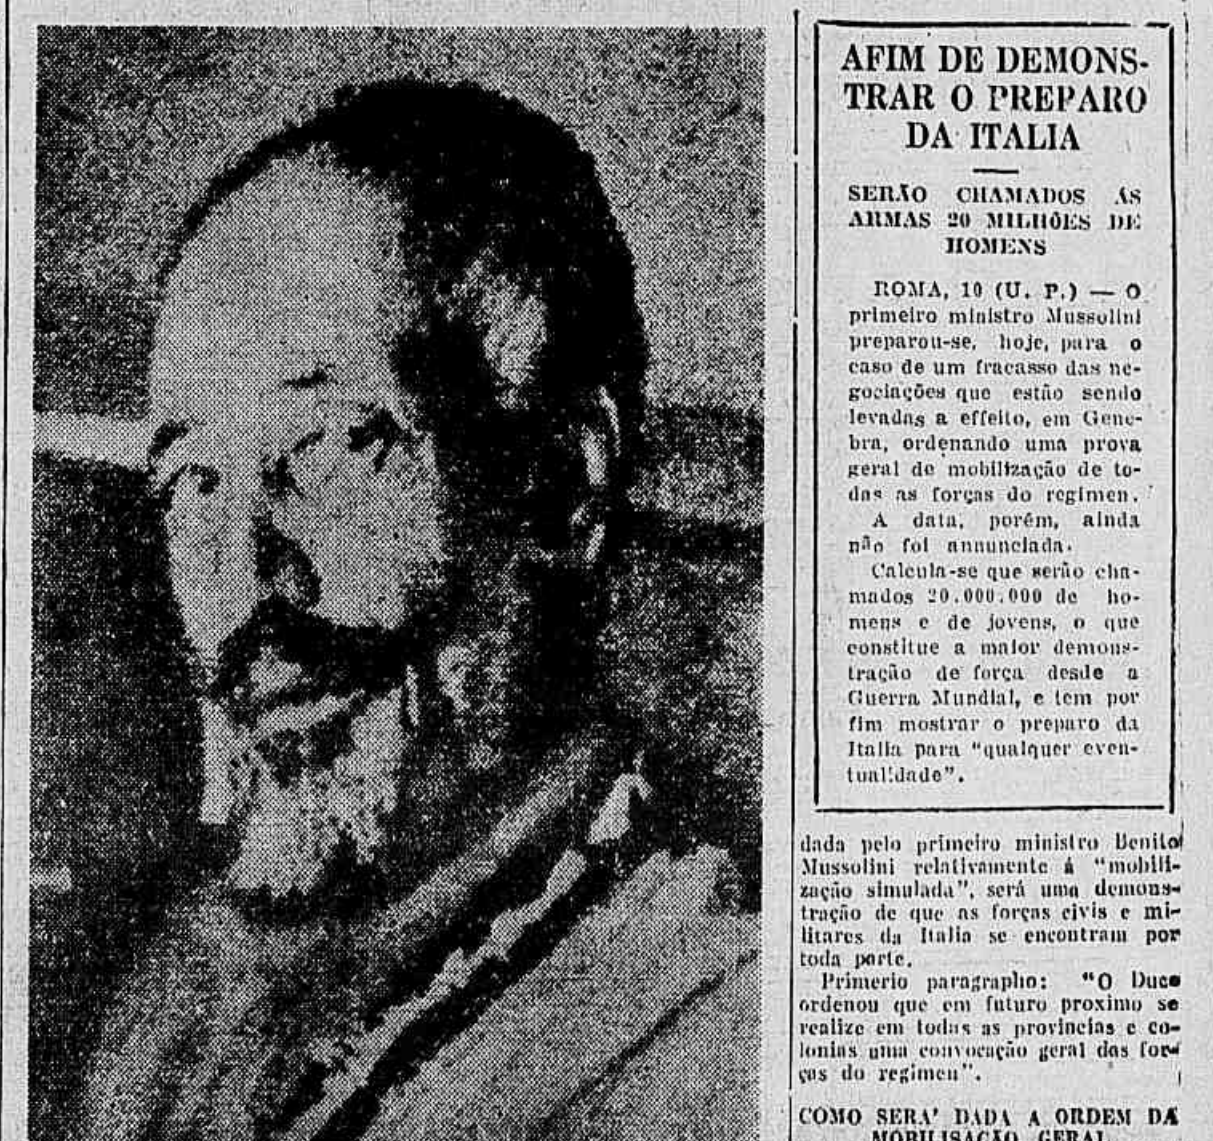 AFIM DE DEMONS-
TRAR O PREPARO
DA ITALIA
SERÃO CHAMADOS ÁS
ARMAS 20 MILHÕES DE
HOMENS
ROMA, 10 (U. P.) — O
primeiro ministro Mussolini
preparou-se, hoje, para o
caso de um fracasso das ne-
gociações que estão sendo
levadas a effeito, em Gene-
bra, ordenando uma prova
geral de mobilização de to-
das as forças do regimen.
A data, porém, ainda
não foi annunciada.
Calcula-se que serão cha-
mados 20.000.000 de ho-
mens e de jovens, o que
constitue a maior demons-
tração de força desde a
Guerra Mundial, e tem por
fim mostrar o preparo da
Italia para "qualquer even-
tualidade".
dada pelo primeiro ministro Benito
Mussolini relativamente á "mobili-
zação simulada", será uma demons-
tração de que as forças civis e mi-
litares da Italia se encontram por
toda parte.
Primerio paragrapho: "O Duce
ordenou que em futuro proximo se
realize em todas as provincias e co-
lonias uma convocação geral das for-
ças do regimen".
COMO SERA' DADA A ORDEM DA
MOBILISAÇÃO GERAL